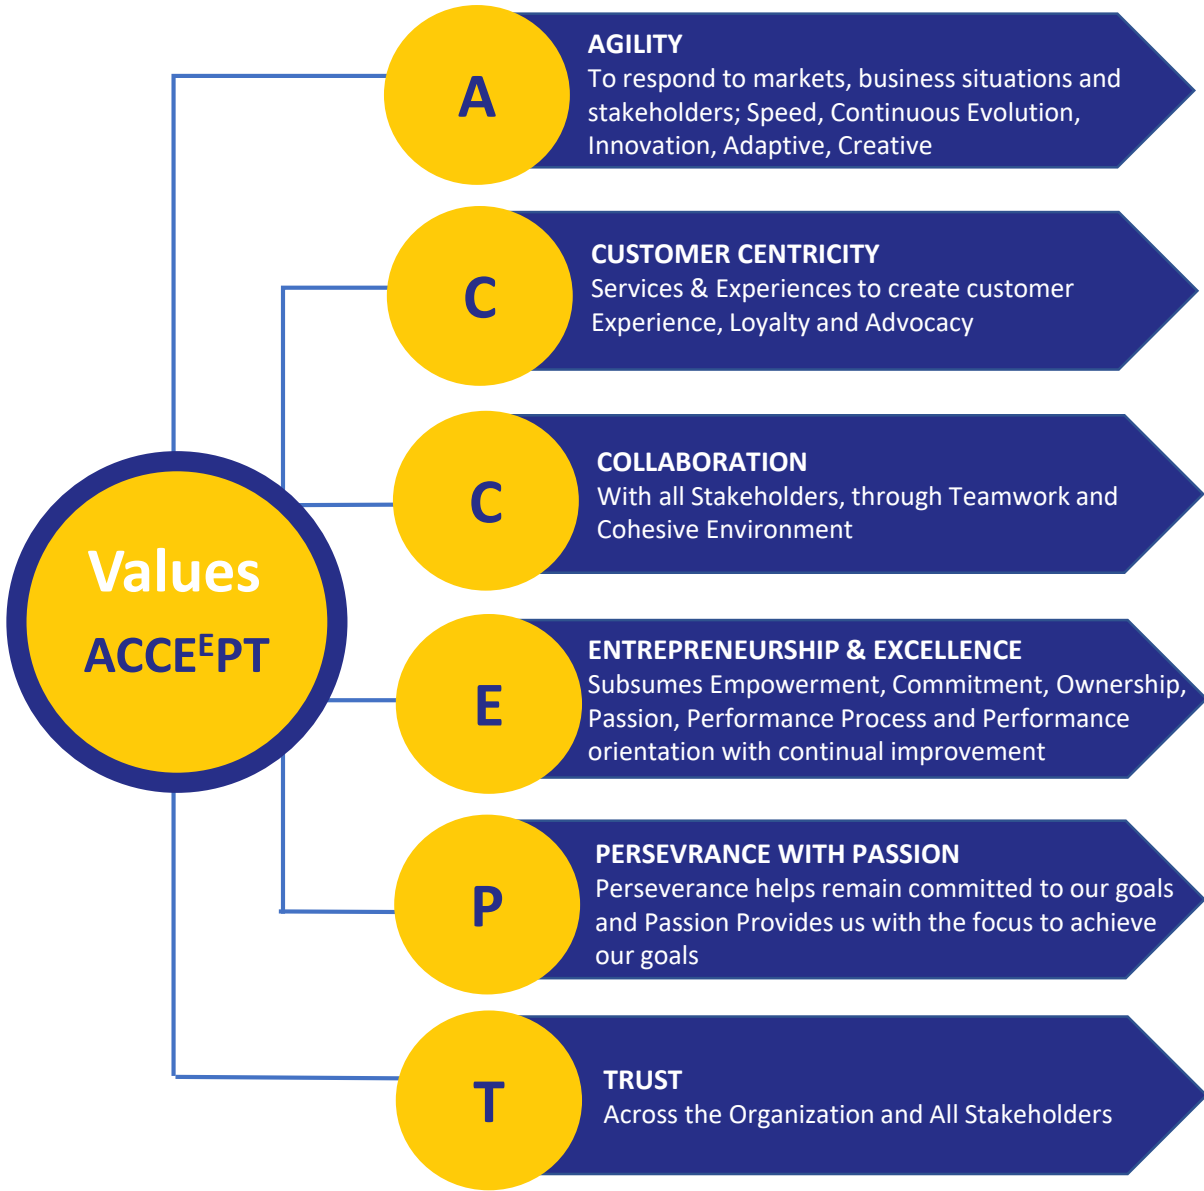 A
AGILITY
To respond to markets, business situations and
stakeholders; Speed, Continuous Evolution,
Innovation, Adaptive, Creative
C
CUSTOMER CENTRICITY
Services & Experiences to create customer
Experience, Loyalty and Advocacy
C
COLLABORATION
With all Stakeholders, through Teamwork and
Cohesive Environment
Values
ACCEᴱPT
E
ENTREPRENEURSHIP & EXCELLENCE
Subsumes Empowerment, Commitment, Ownership,
Passion, Performance Process and Performance
orientation with continual improvement
P
PERSEVRANCE WITH PASSION
Perseverance helps remain committed to our goals
and Passion Provides us with the focus to achieve
our goals
T
TRUST
Across the Organization and All Stakeholders